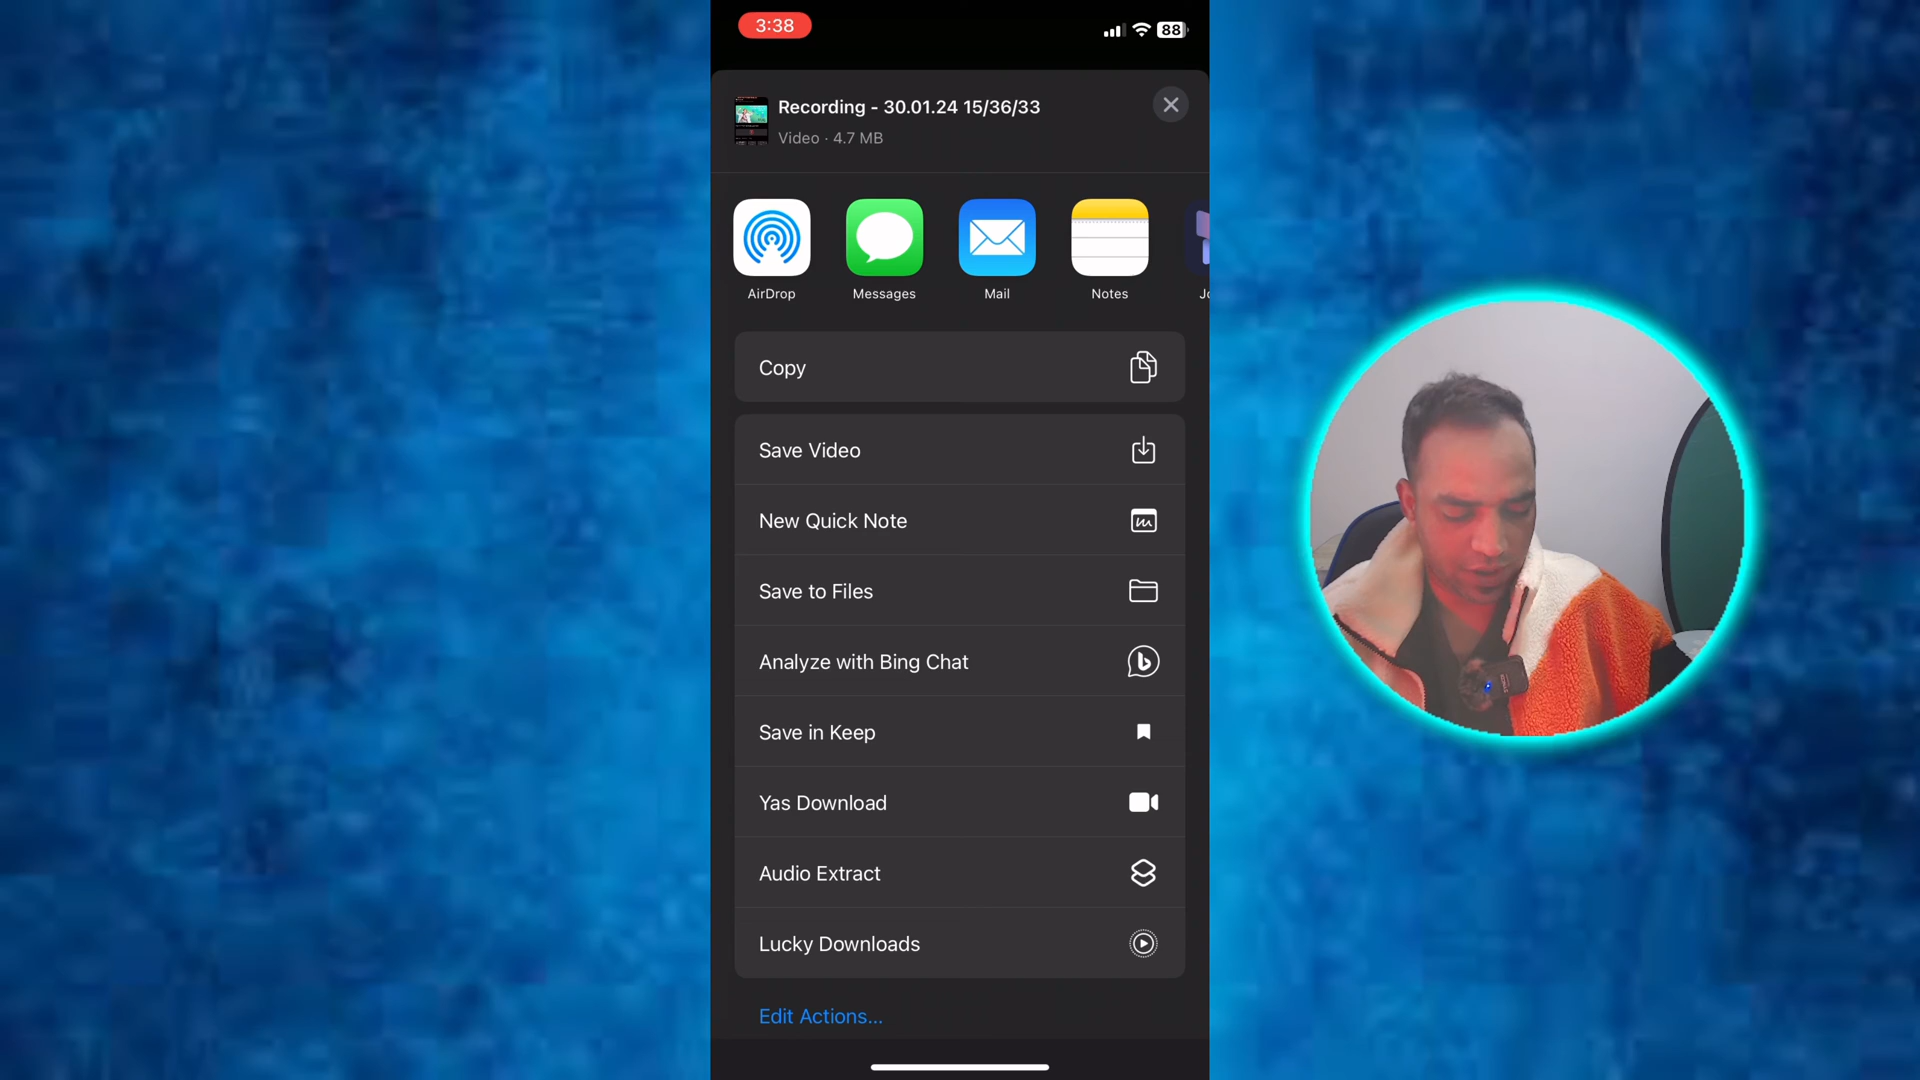 3:38
88
Recording - 30.01.24 15/36/33
Video · 4.7 MB
AirDrop
Messages
Mail
Notes
Copy
Save Video
New Quick Note
Save to Files
Analyze with Bing Chat
Save in Keep
Yas Download
Audio Extract
Lucky Downloads
Edit Actions...